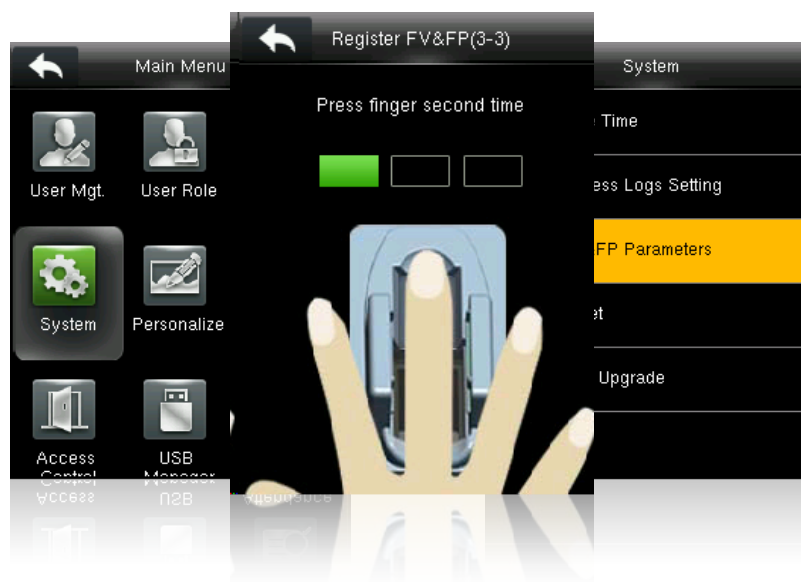 Main Menu
User Mgt.
User Role
System
Personalize
Access
Control
USB
Manager
Register FV&FP(3-3)
Press finger second time
System
Time
ess Logs Setting
FP Parameters
et
Upgrade